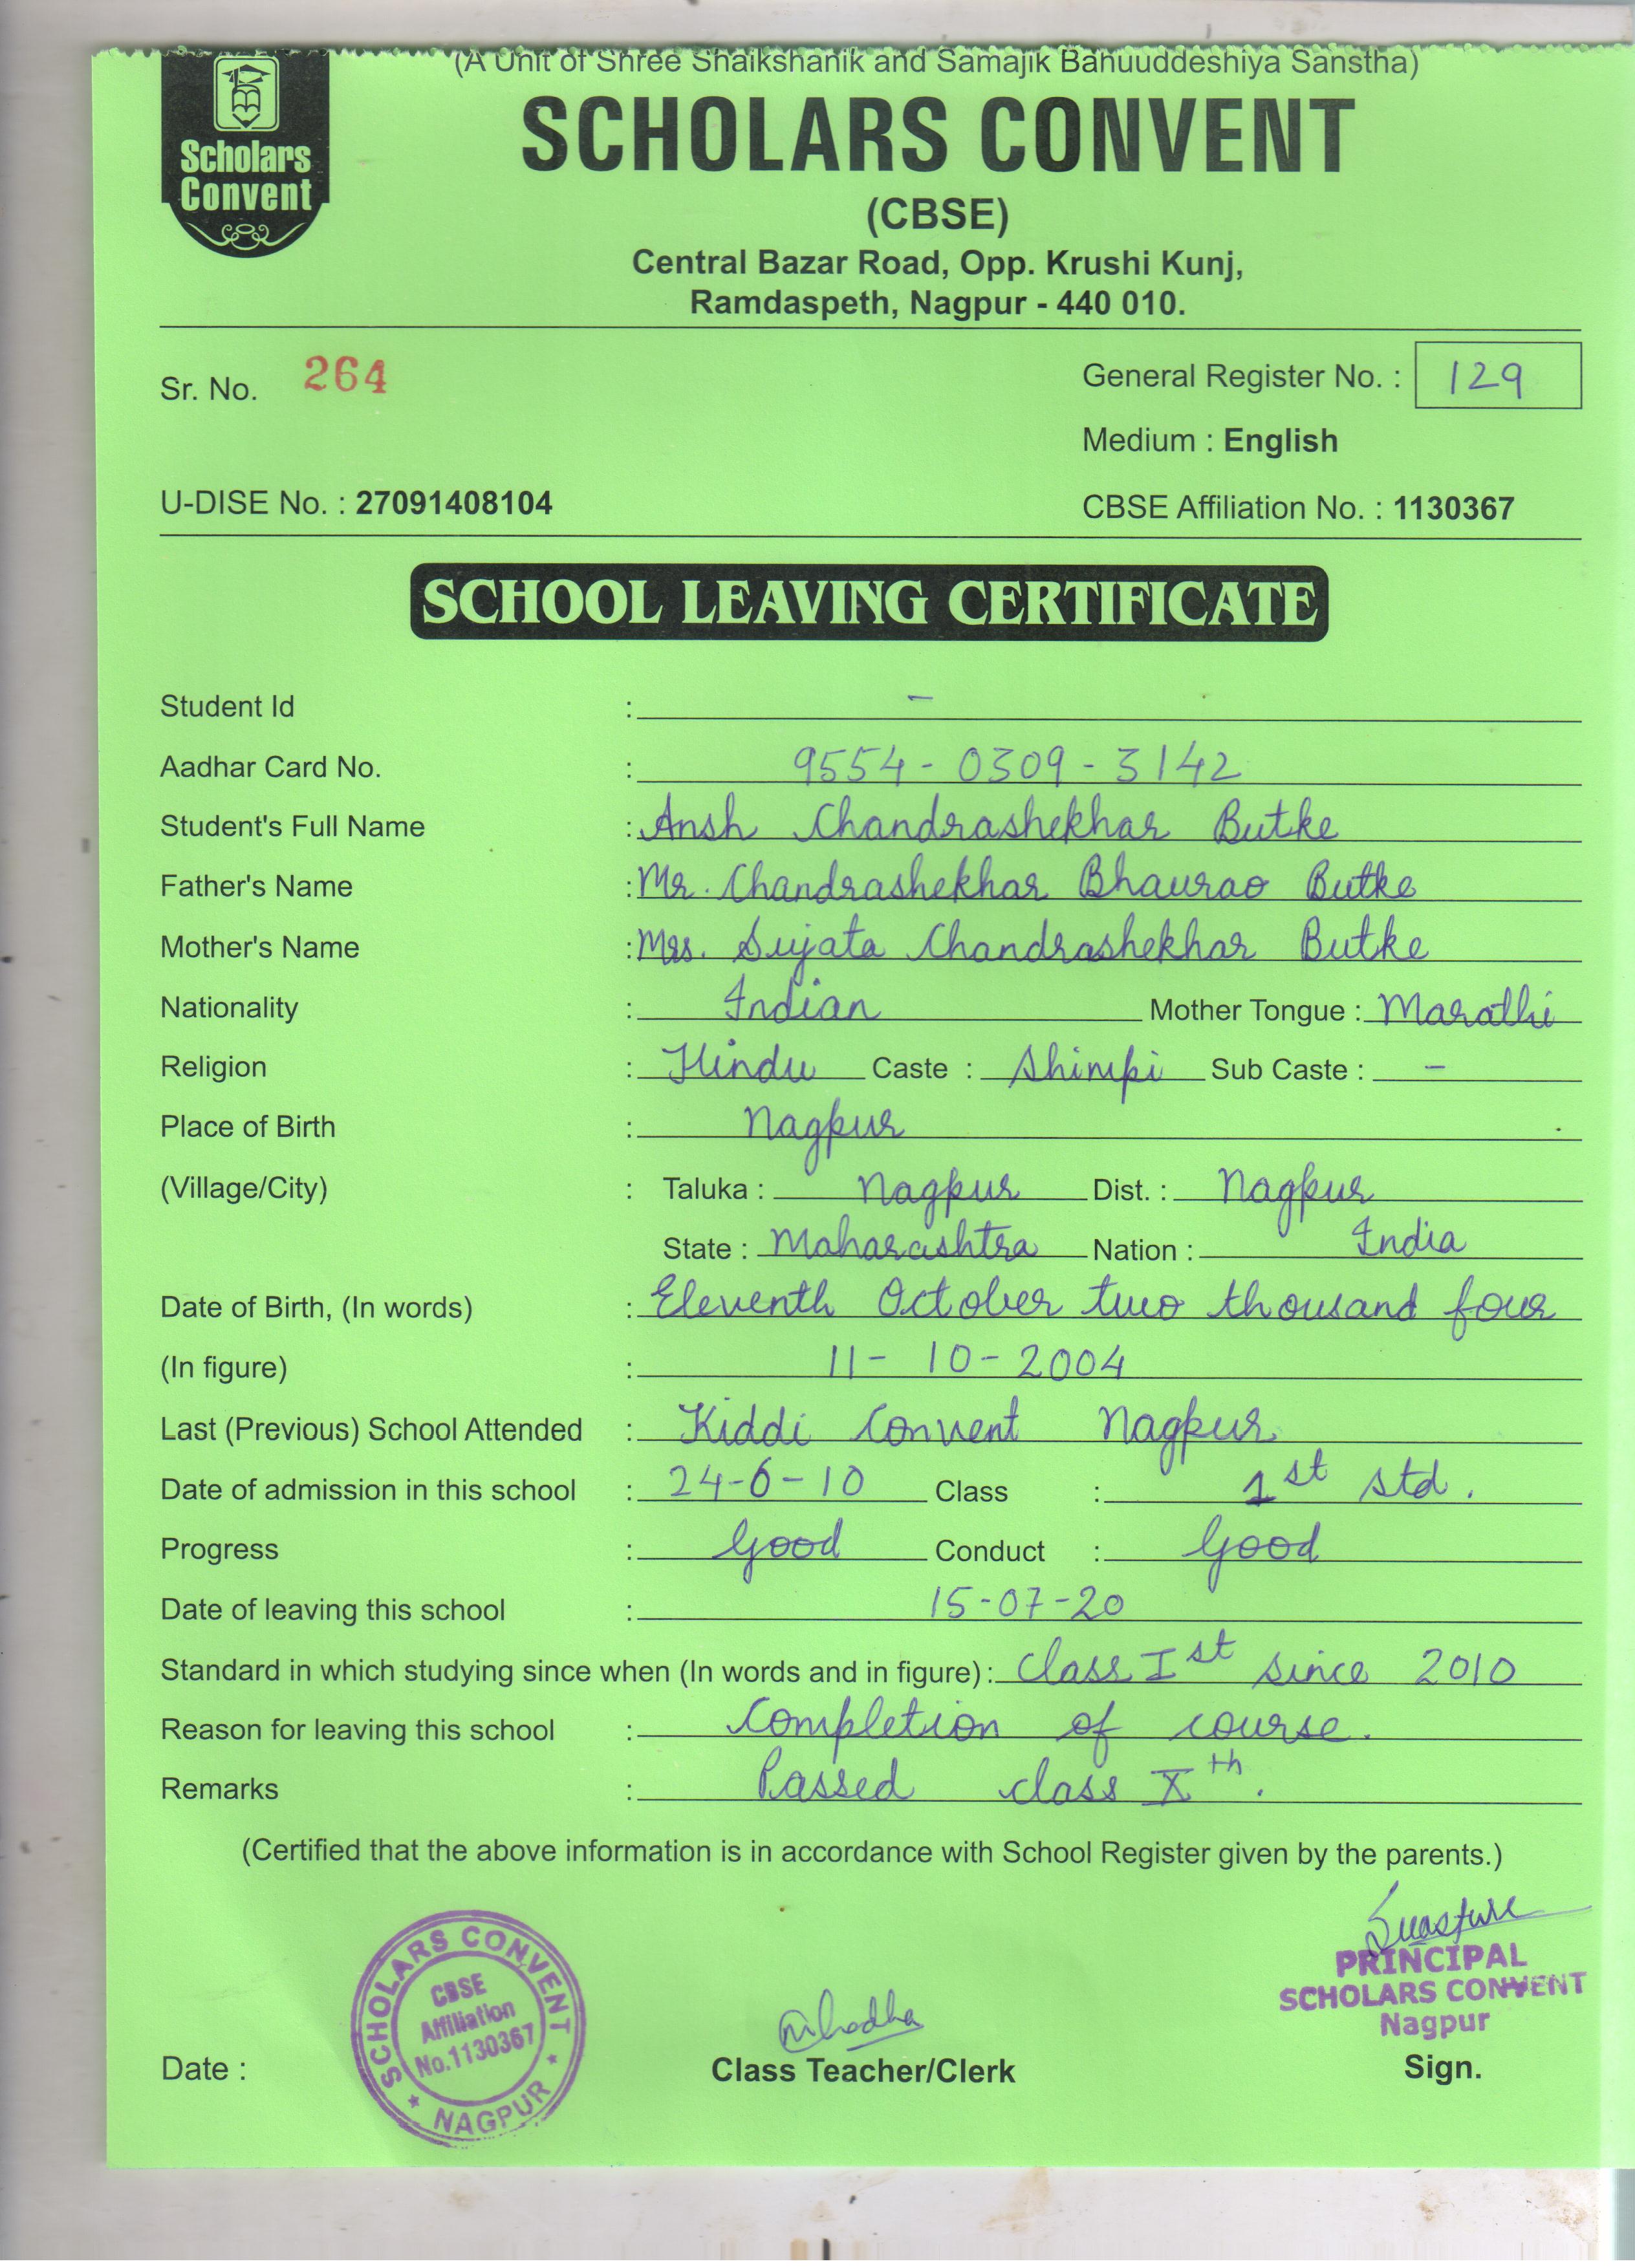 (A Unit of Shree Shaikshanik and Samajik Bahuuddeshiya Sanstha)
Scholars
Convent
SCHOLARS CONVENT
(CBSE)
Central Bazar Road, Opp. Krushi Kunj,
Ramdaspeth, Nagpur - 440 010.
Sr. No. 264
General Register No. : 129
Medium : English
U-DISE No. : 27091408104
CBSE Affiliation No. : 1130367
SCHOOL LEAVING CERTIFICATE
Student Id : -
Aadhar Card No. : 9554-0309-3142
Student's Full Name : Ansh Chandrashekhar Butke
Father's Name : Mr. Chandrashekhar Bhaurao Butke
Mother's Name : Mrs. Sujata Chandrashekhar Butke
Nationality : Indian Mother Tongue : Marathi
Religion : Hindu Caste : Shimpi Sub Caste : -
Place of Birth : Nagpur
(Village/City) : Taluka : Nagpur Dist. : Nagpur
State : Maharashtra Nation : India
Date of Birth, (In words) : Eleventh October two thousand four
(In figure) : 11-10-2004
Last (Previous) School Attended : Kiddi Convent Nagpur
Date of admission in this school : 24-6-10 Class : 1st std.
Progress : Good Conduct : Good
Date of leaving this school : 15-07-20
Standard in which studying since when (In words and in figure) : Class Ist since 2010
Reason for leaving this school : Completion of course.
Remarks : Passed class Xth.
(Certified that the above information is in accordance with School Register given by the parents.)
SCHOLARS CONVENT
CBSE
Affiliation
No.1130367
★ NAGPUR ★
PRINCIPAL
SCHOLARS CONVENT
Nagpur
Date :
Class Teacher/Clerk
Sign.